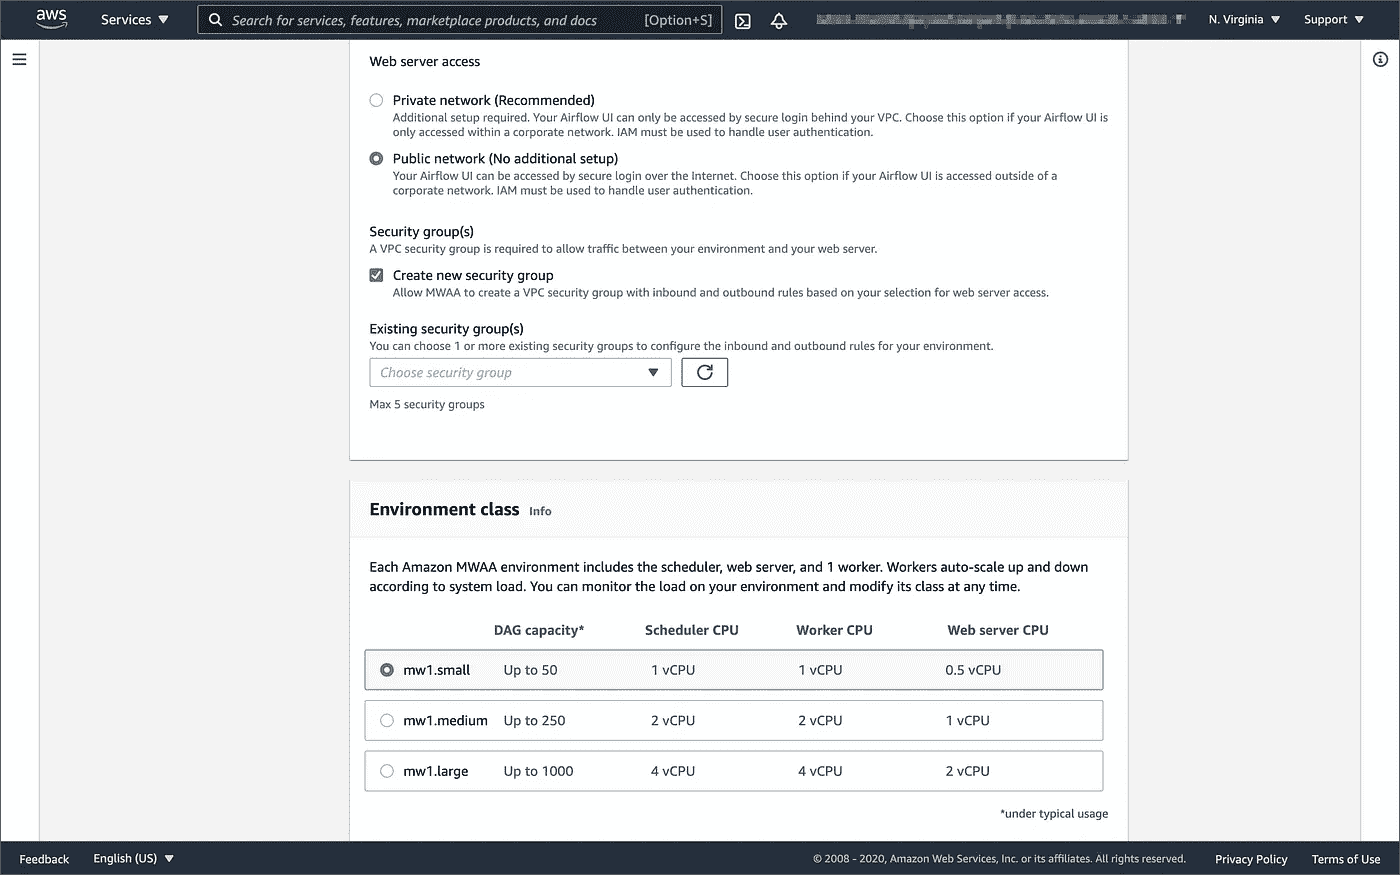 aws Services Search for services, features, marketplace products, and docs [Option+S] N. Virginia Support
Web server access
Private network (Recommended)
Additional setup required. Your Airflow UI can only be accessed by secure login behind your VPC. Choose this option if your Airflow UI is
only accessed within a corporate network. IAM must be used to handle user authentication.
Public network (No additional setup)
Your Airflow UI can be accessed by secure login over the Internet. Choose this option if your Airflow UI is accessed outside of a
corporate network. IAM must be used to handle user authentication.
Security group(s)
A VPC security group is required to allow traffic between your environment and your web server.
Create new security group
Allow MWAA to create a VPC security group with inbound and outbound rules based on your selection for web server access.
Existing security group(s)
You can choose 1 or more existing security groups to configure the inbound and outbound rules for your environment.
Choose security group
Max 5 security groups
Environment class Info
Each Amazon MWAA environment includes the scheduler, web server, and 1 worker. Workers auto-scale up and down
according to system load. You can monitor the load on your environment and modify its class at any time.
DAG capacity* Scheduler CPU Worker CPU Web server CPU
mw1.small Up to 50 1 vCPU 1 vCPU 0.5 vCPU
mw1.medium Up to 250 2 vCPU 2 vCPU 1 vCPU
mw1.large Up to 1000 4 vCPU 4 vCPU 2 vCPU
*under typical usage
Feedback English (US) © 2008 - 2020, Amazon Web Services, Inc. or its affiliates. All rights reserved. Privacy Policy Terms of Use